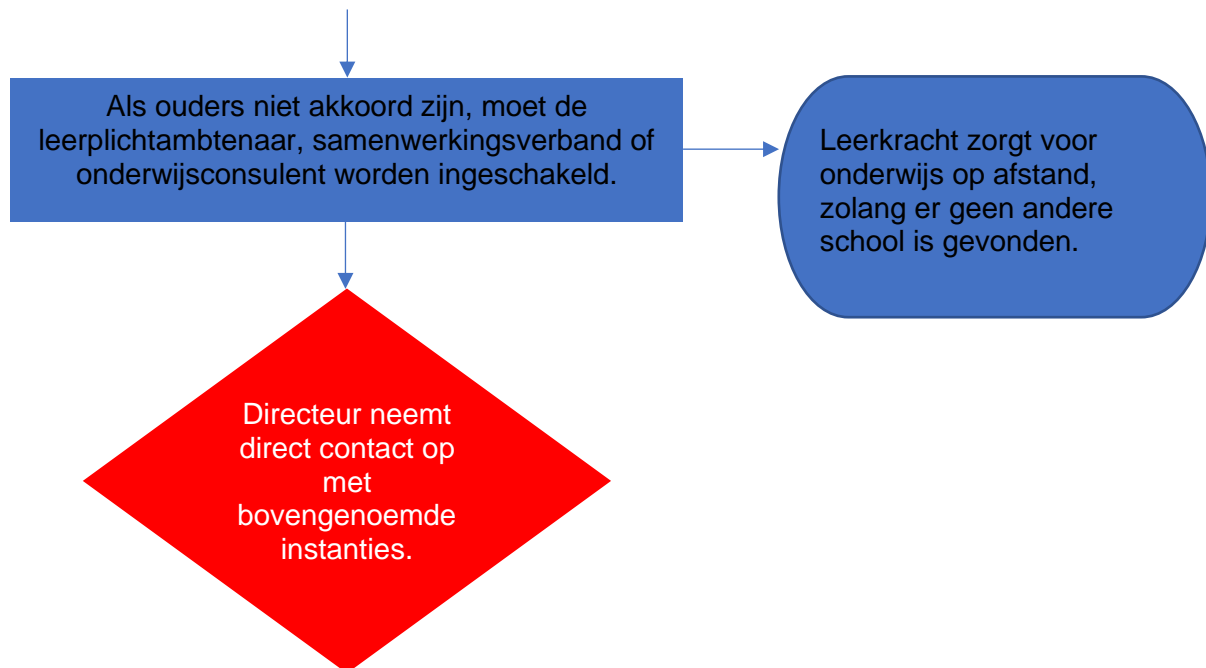 Als ouders niet akkoord zijn, moet de
leerplichtambtenaar, samenwerkingsverband of
onderwijsconsulent worden ingeschakeld.
Leerkracht zorgt voor
onderwijs op afstand,
zolang er geen andere
school is gevonden.
Directeur neemt
direct contact op
met
bovengenoemde
instanties.